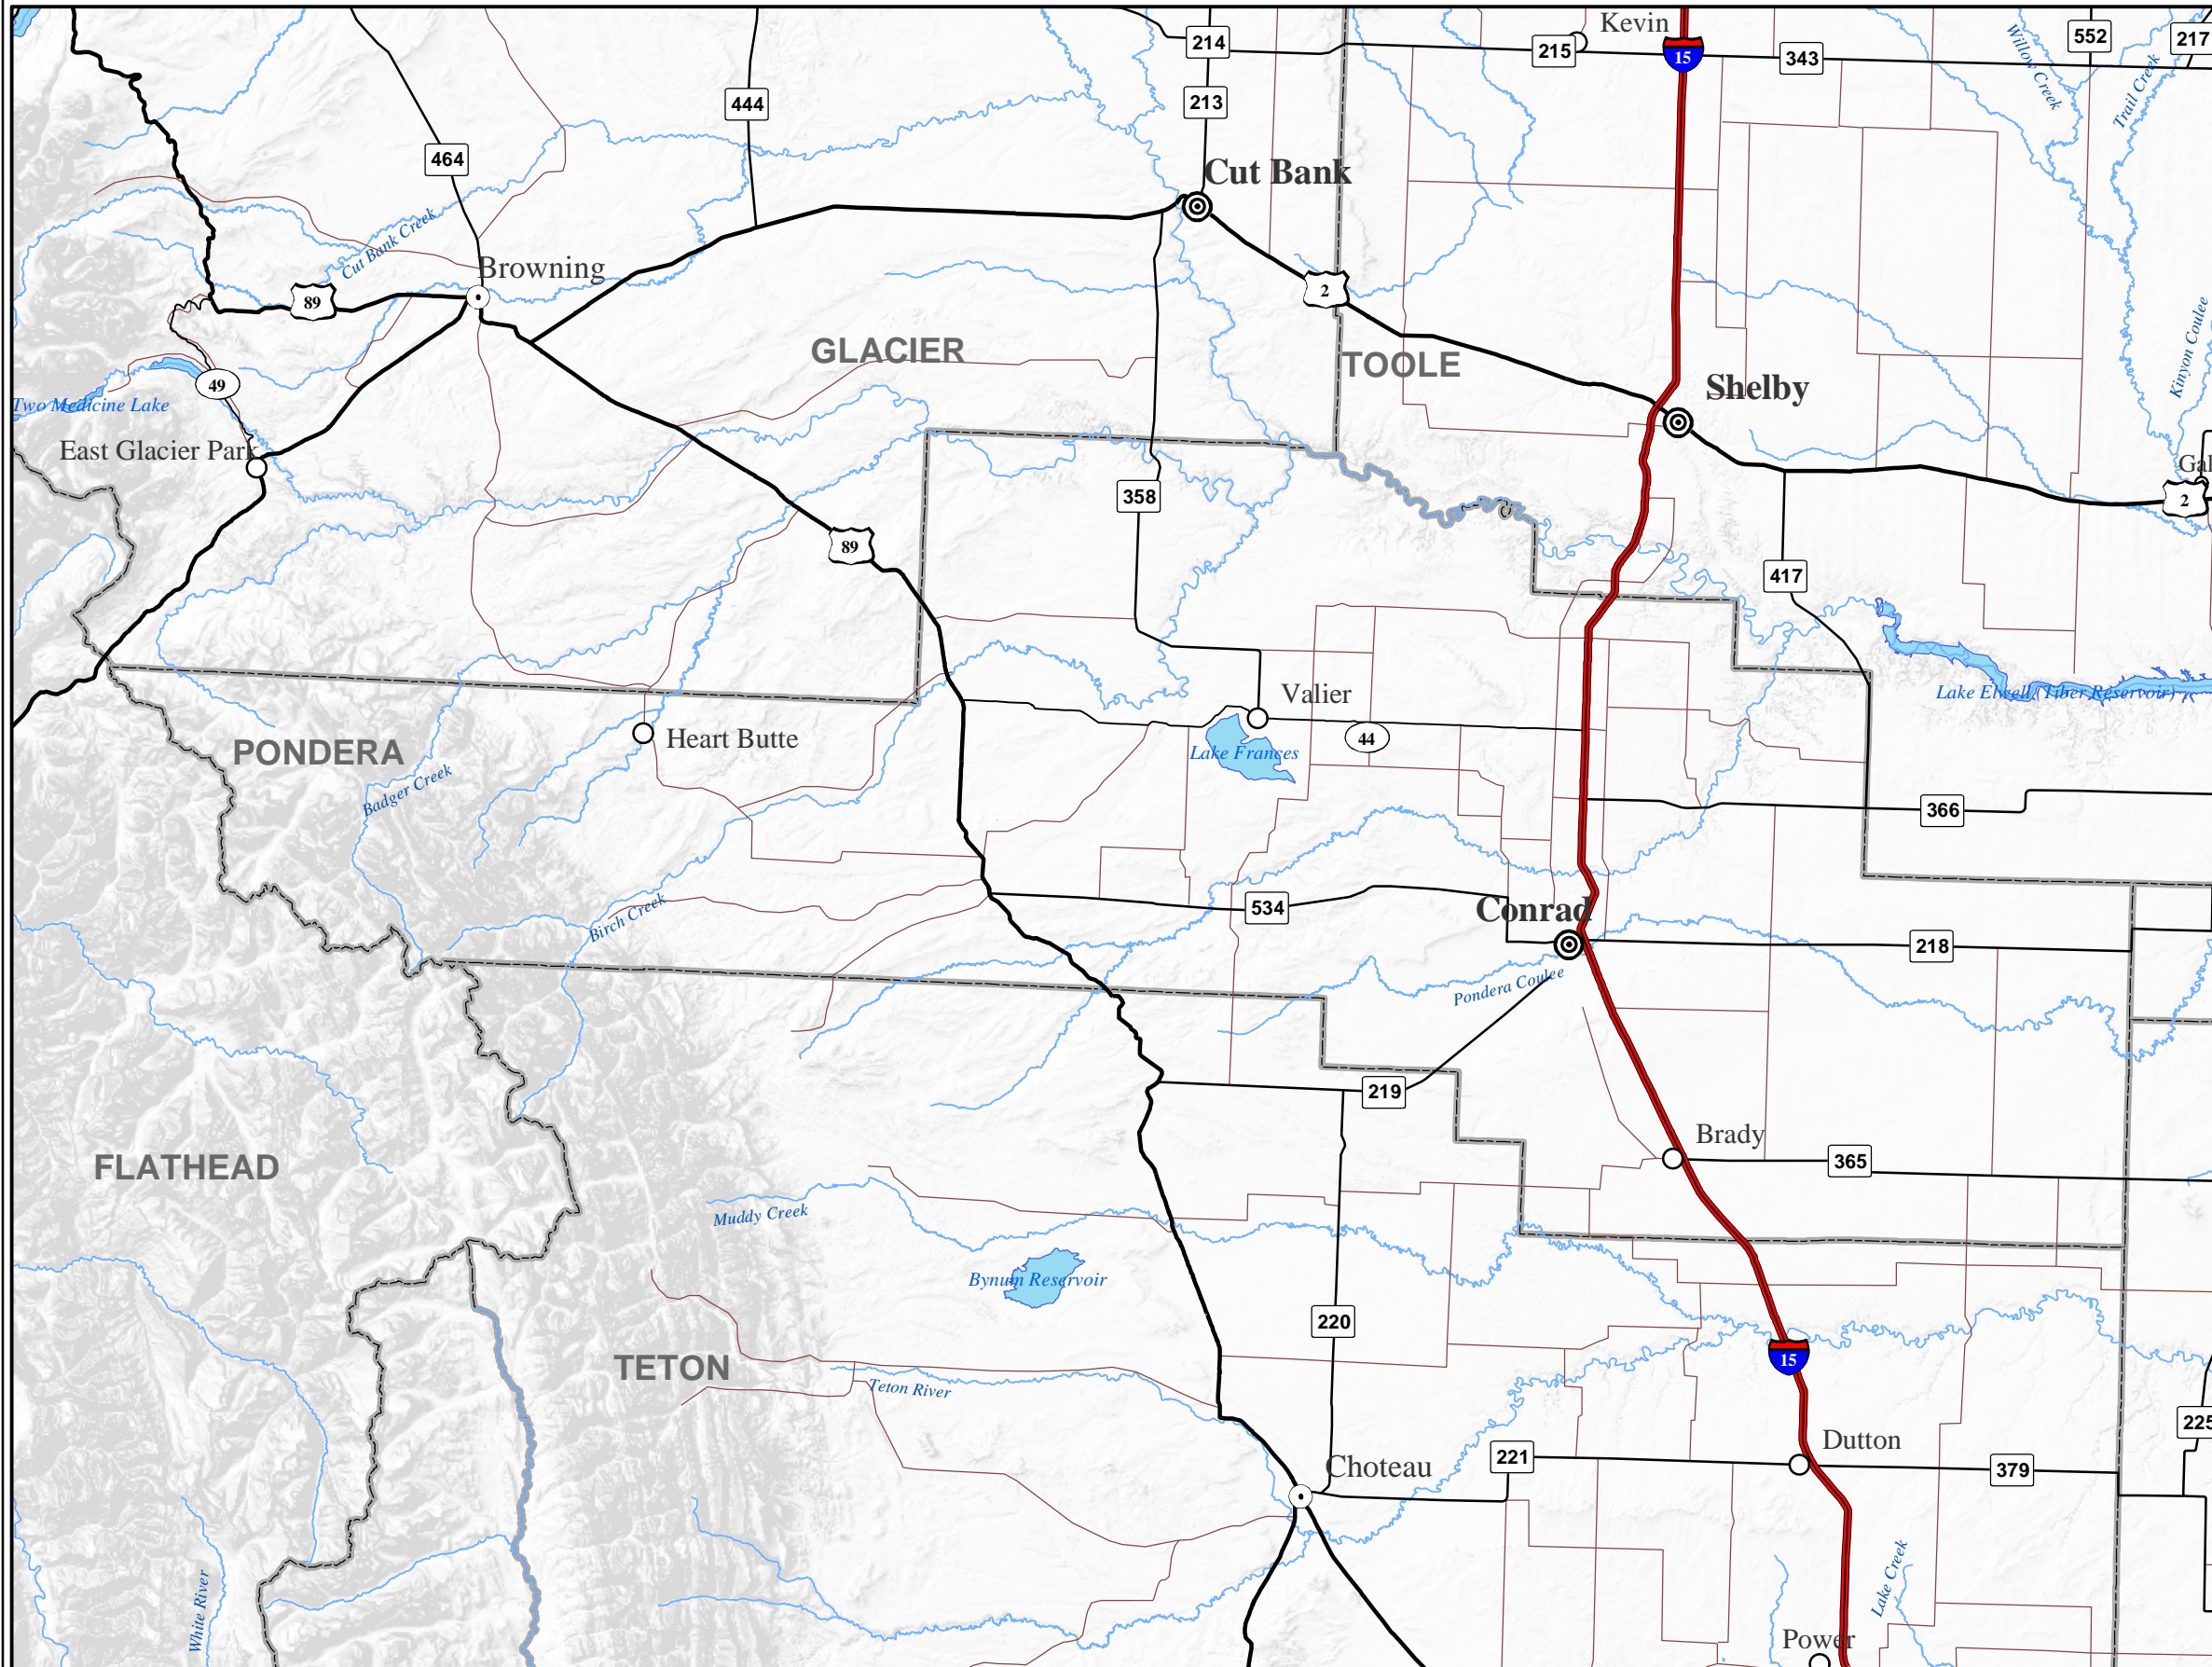 Kevin
214
215
15
343
552
217
Willow Creek
Trail Creek
444
213
464
Cut Bank
Cut Bank Creek
Browning
89
2
Kinyon Coulee
GLACIER
TOOLE
49
Shelby
Two Medicine Lake
East Glacier Park
358
2
89
417
Valier
Lake Elwell (Tiber Reservoir)
Heart Butte
PONDERA
44
Lake Frances
Badger Creek
366
Birch Creek
534
Conrad
218
Pondera Coulee
219
Brady
365
FLATHEAD
Muddy Creek
Bynum Reservoir
220
15
TETON
Teton River
225
Dutton
Choteau
221
379
White River
Lake Creek
Power